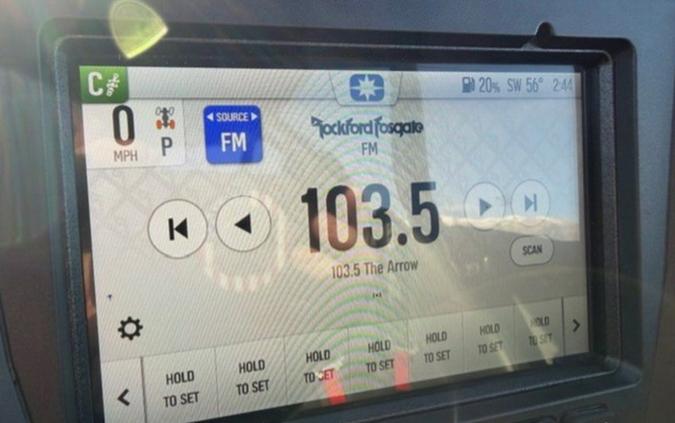 C
20% SW 56° 2:44
0
MPH
P
SOURCE
FM
Rockford Fosgate
FM
103.5
103.5 The Arrow
SCAN
HOLD
TO SET
HOLD
TO SET
HOLD
TO SET
HOLD
TO SET
HOLD
TO SET
HOLD
TO SET
HOLD
TO SET